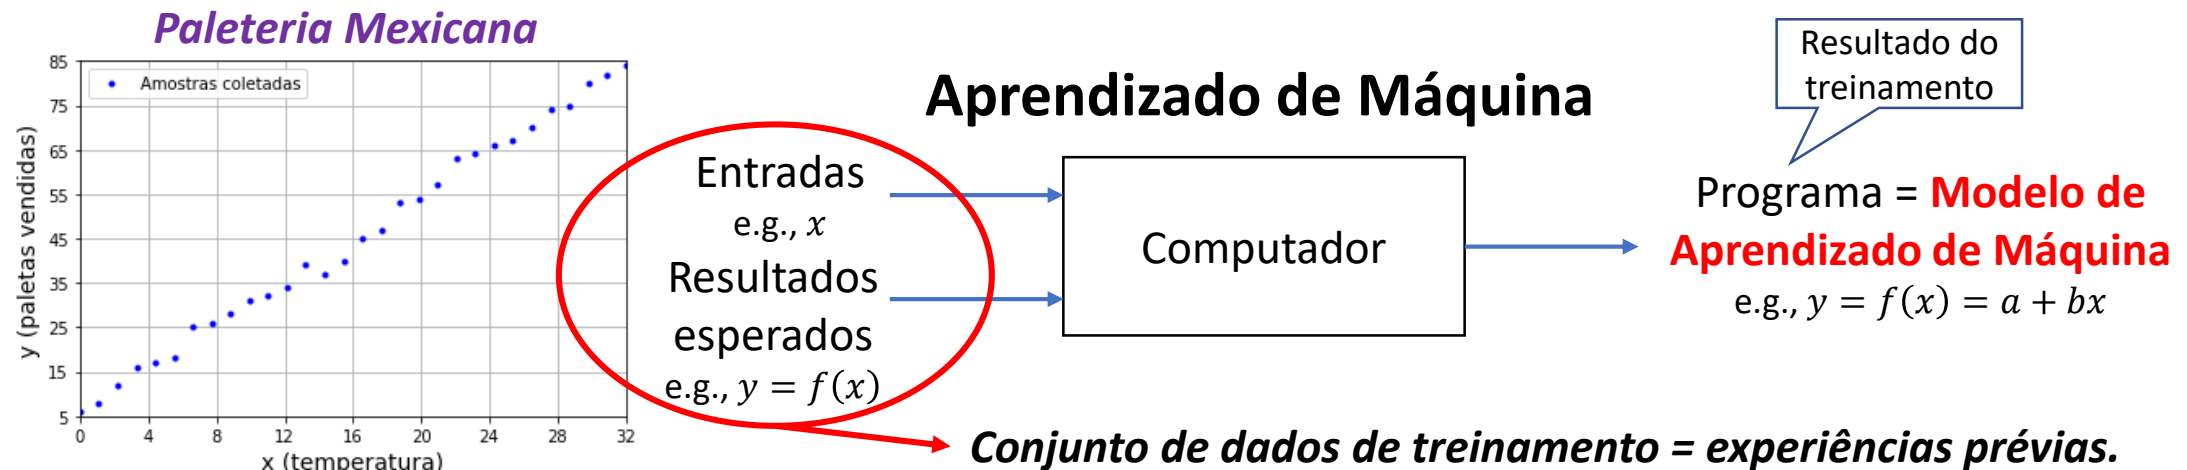 Paleteria Mexicana
85
75
65
55
45
35
25
15
5
y (paletas vendidas)
Amostras coletadas
0 4 8 12 16 20 24 28 32
x (temperatura)
Aprendizado de Máquina
Entradas
e.g., x
Resultados
esperados
e.g., y = f(x)
Computador
Resultado do
treinamento
Programa = Modelo de
Aprendizado de Máquina
e.g., y = f(x) = a + bx
Conjunto de dados de treinamento = experiências prévias.